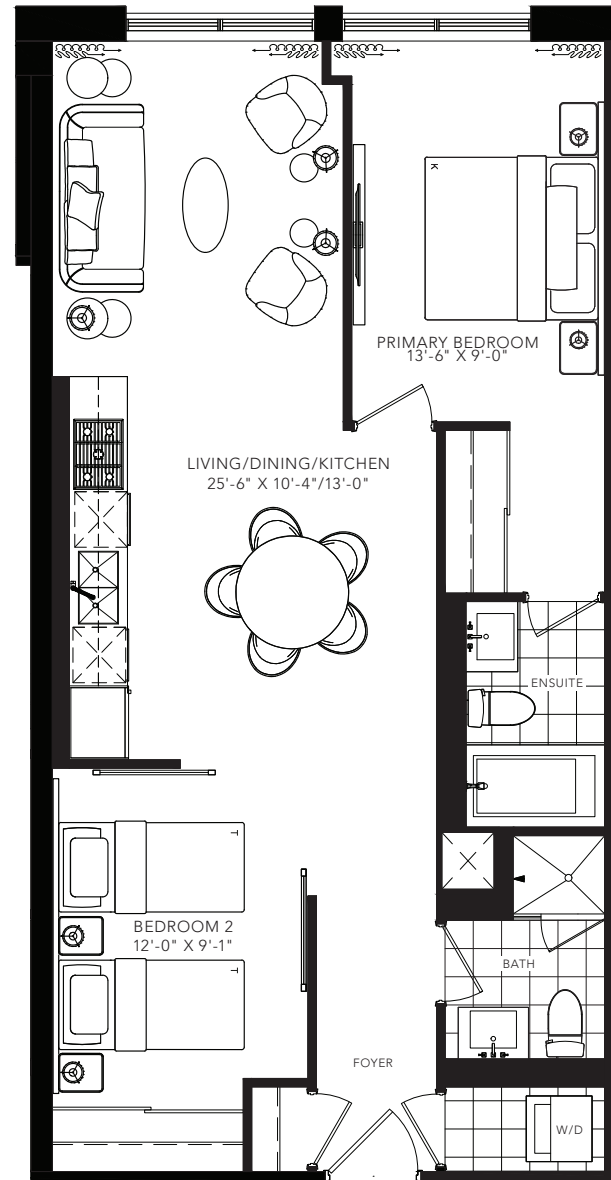 K
PRIMARY BEDROOM
13'-6" X 9'-0"
LIVING/DINING/KITCHEN
25'-6" X 10'-4"/13'-0"
ENSUITE
T
BEDROOM 2
12'-0" X 9'-1"
T
BATH
FOYER
W/D